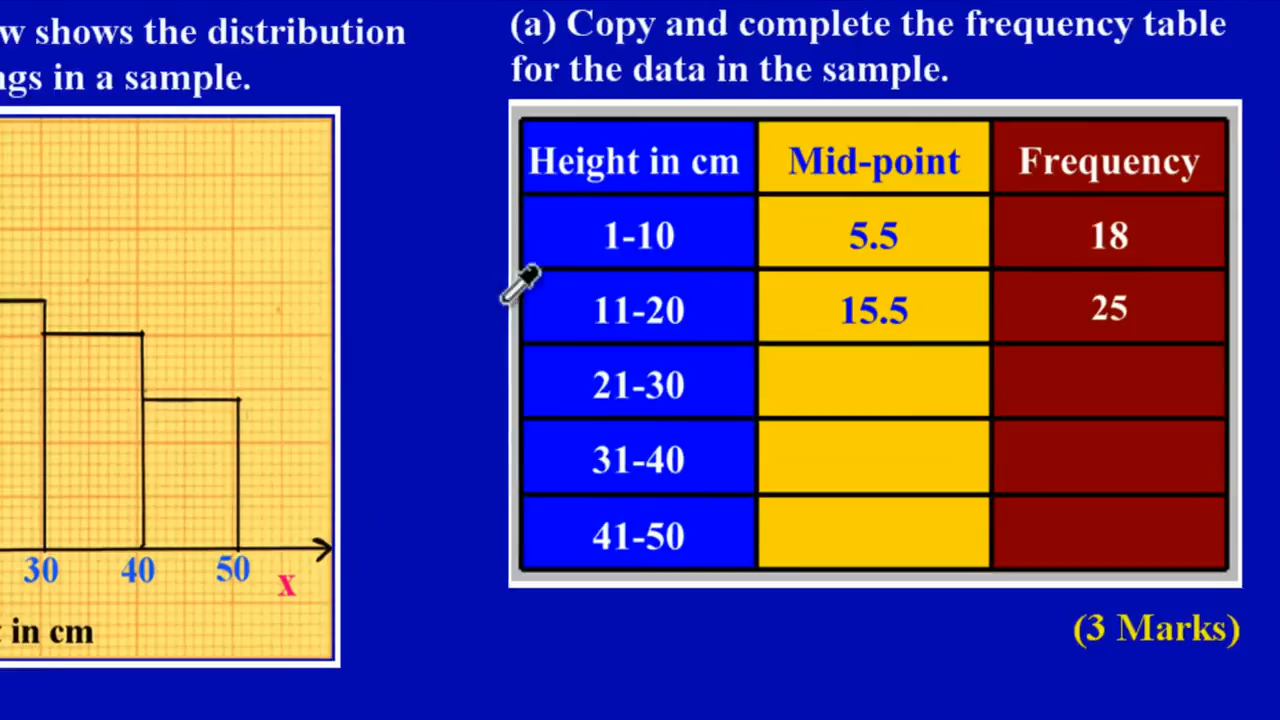 w shows the distribution
ngs in a sample.
30 40 50 x
t in cm
(a) Copy and complete the frequency table
for the data in the sample.
Height in cm Mid-point Frequency
1-10 5.5 18
11-20 15.5 25
21-30
31-40
41-50
(3 Marks)